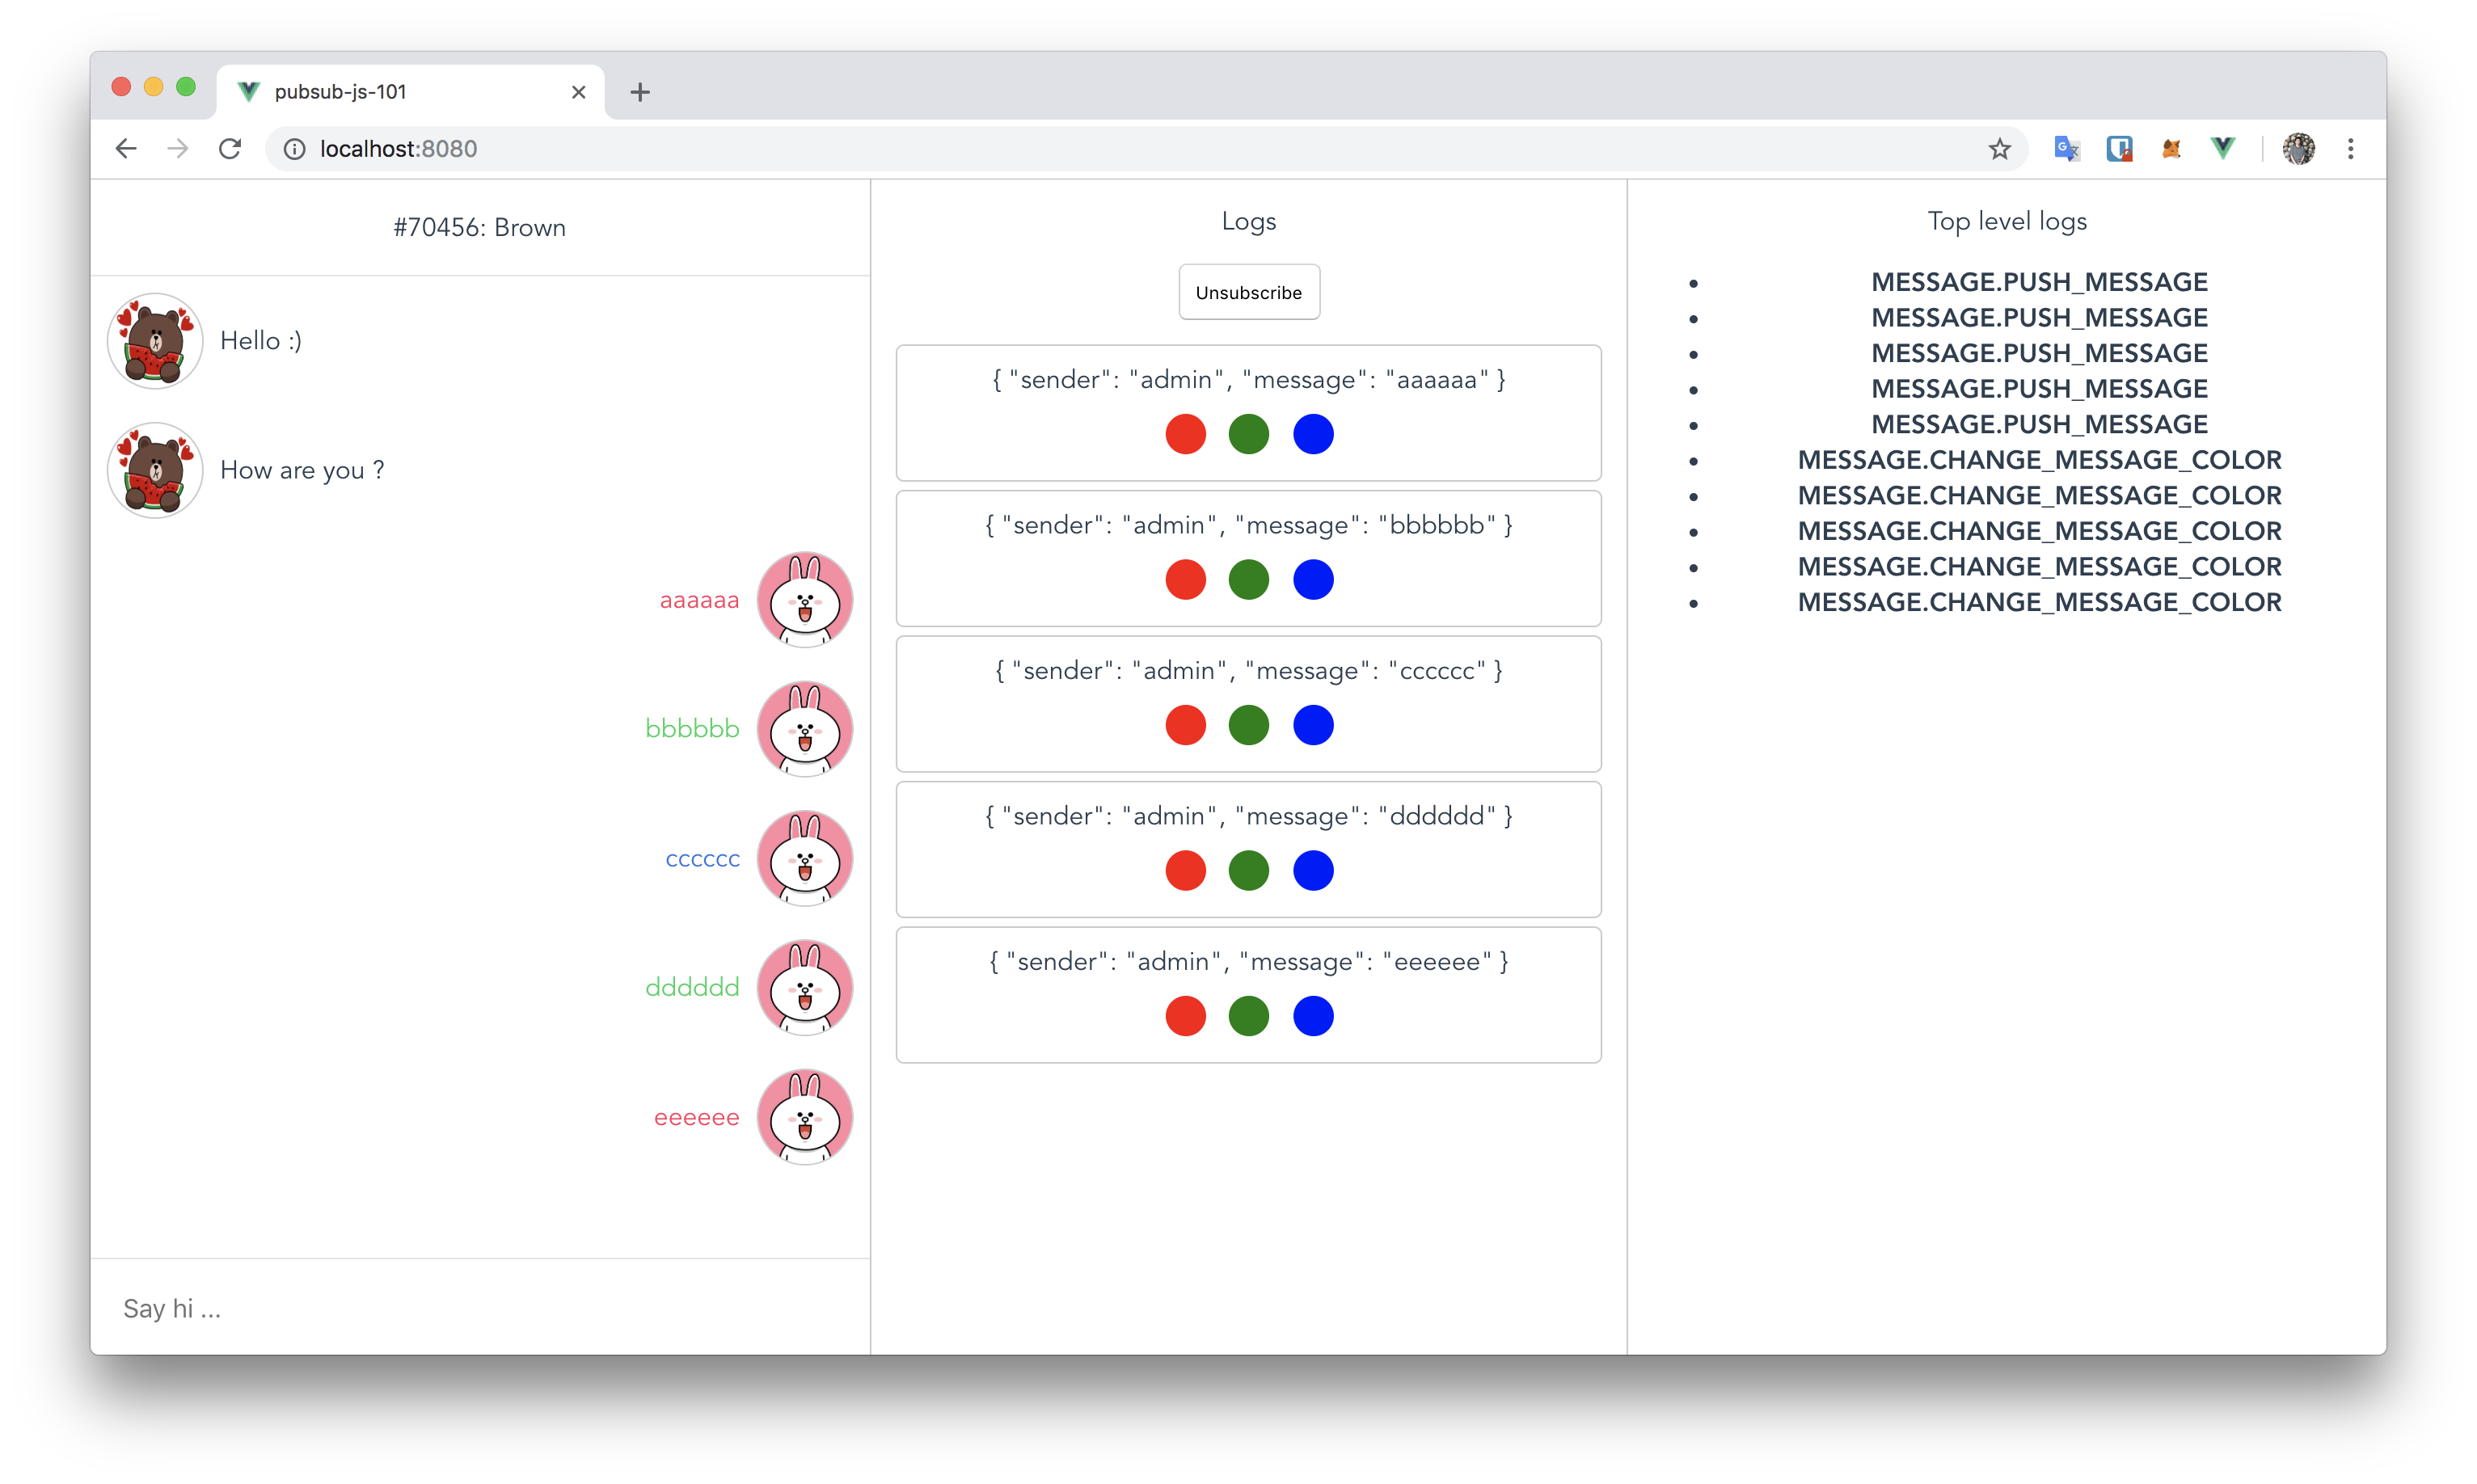 pubsub-js-101
localhost:8080
#70456: Brown
Hello :)
How are you ?
aaaaaa
bbbbbb
cccccc
dddddd
eeeeee
Say hi ...
Logs
Unsubscribe
{ "sender": "admin", "message": "aaaaaa" }
{ "sender": "admin", "message": "bbbbbb" }
{ "sender": "admin", "message": "cccccc" }
{ "sender": "admin", "message": "dddddd" }
{ "sender": "admin", "message": "eeeeee" }
Top level logs
MESSAGE.PUSH_MESSAGE
MESSAGE.PUSH_MESSAGE
MESSAGE.PUSH_MESSAGE
MESSAGE.PUSH_MESSAGE
MESSAGE.PUSH_MESSAGE
MESSAGE.CHANGE_MESSAGE_COLOR
MESSAGE.CHANGE_MESSAGE_COLOR
MESSAGE.CHANGE_MESSAGE_COLOR
MESSAGE.CHANGE_MESSAGE_COLOR
MESSAGE.CHANGE_MESSAGE_COLOR